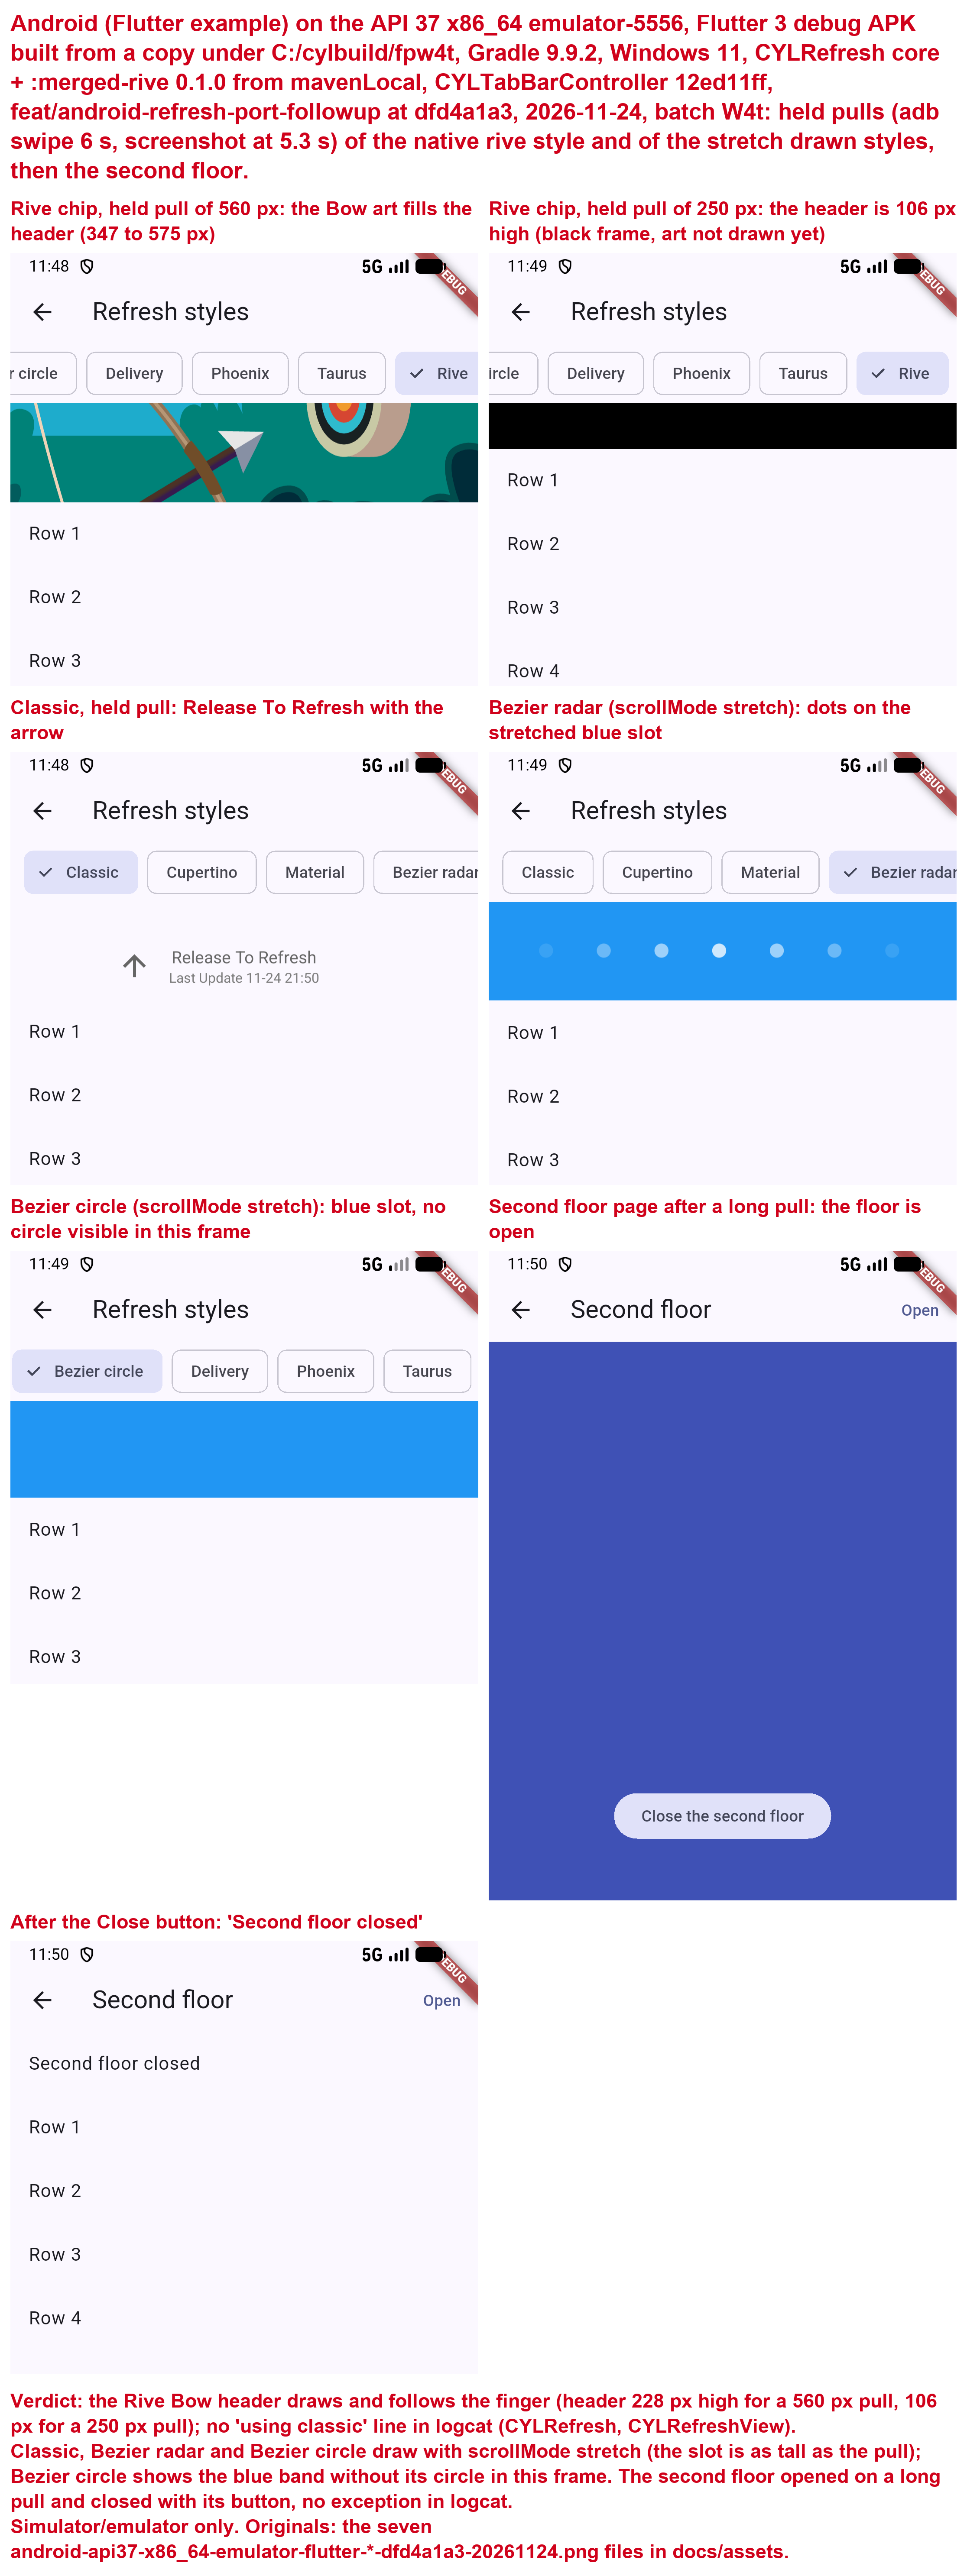 Android (Flutter example) on the API 37 x86_64 emulator-5556, Flutter 3 debug APK
built from a copy under C:/cylbuild/fpw4t, Gradle 9.9.2, Windows 11, CYLRefresh core
+ :merged-rive 0.1.0 from mavenLocal, CYLTabBarController 12ed11ff,
feat/android-refresh-port-followup at dfd4a1a3, 2026-11-24, batch W4t: held pulls (adb
swipe 6 s, screenshot at 5.3 s) of the native rive style and of the stretch drawn styles,
then the second floor.
Rive chip, held pull of 560 px: the Bow art fills the
header (347 to 575 px)
11:48 5G EBUG
Refresh styles
r circle Delivery Phoenix Taurus Rive
Row 1
Row 2
Row 3
Rive chip, held pull of 250 px: the header is 106 px
high (black frame, art not drawn yet)
11:49 5G EBUG
Refresh styles
ircle Delivery Phoenix Taurus Rive
Row 1
Row 2
Row 3
Row 4
Classic, held pull: Release To Refresh with the
arrow
11:48 5G EBUG
Refresh styles
Classic Cupertino Material Bezier radar
Release To Refresh
Last Update 11-24 21:50
Row 1
Row 2
Row 3
Bezier radar (scrollMode stretch): dots on the
stretched blue slot
11:49 5G EBUG
Refresh styles
Classic Cupertino Material Bezier radar
Row 1
Row 2
Row 3
Bezier circle (scrollMode stretch): blue slot, no
circle visible in this frame
11:49 5G EBUG
Refresh styles
Bezier circle Delivery Phoenix Taurus
Row 1
Row 2
Row 3
Second floor page after a long pull: the floor is
open
11:50 5G EBUG
Second floor Open
Close the second floor
After the Close button: 'Second floor closed'
11:50 5G EBUG
Second floor Open
Second floor closed
Row 1
Row 2
Row 3
Row 4
Verdict: the Rive Bow header draws and follows the finger (header 228 px high for a 560 px pull, 106
px for a 250 px pull); no 'using classic' line in logcat (CYLRefresh, CYLRefreshView).
Classic, Bezier radar and Bezier circle draw with scrollMode stretch (the slot is as tall as the pull);
Bezier circle shows the blue band without its circle in this frame. The second floor opened on a long
pull and closed with its button, no exception in logcat.
Simulator/emulator only. Originals: the seven
android-api37-x86_64-emulator-flutter-*-dfd4a1a3-20261124.png files in docs/assets.